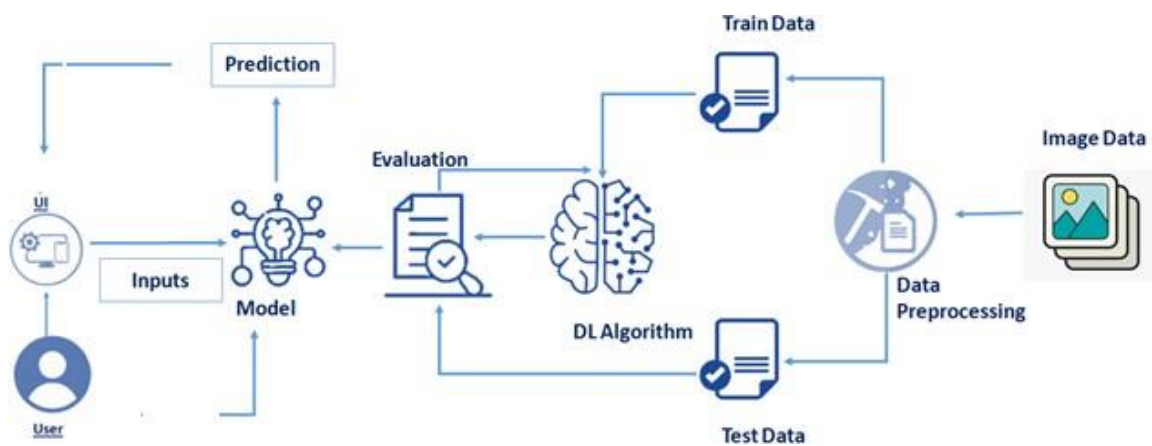 Train Data
Prediction
Image Data
Evaluation
UI
Inputs
Model
Data
Preprocessing
DL Algorithm
User
Test Data